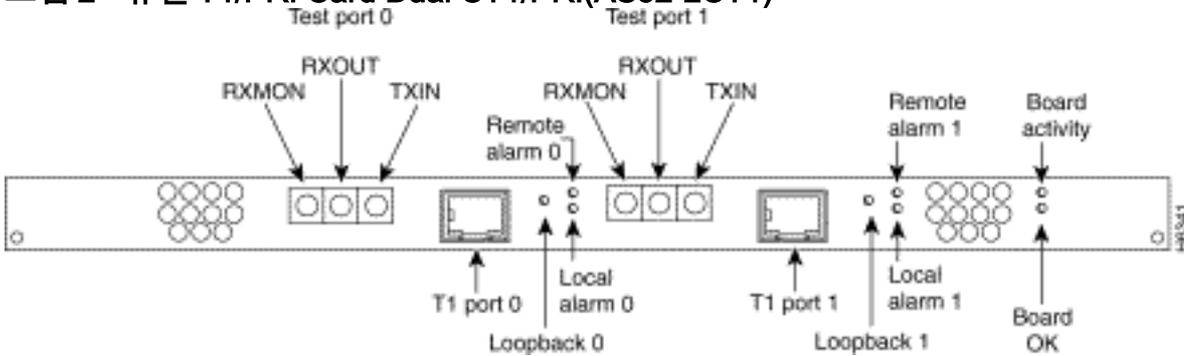 Test port 0
Test port 1
RXOUT
RXMON
TXIN
RXOUT
RXMON
TXIN
Remote
alarm 0
Remote
alarm 1
Board
activity
H6341
T1 port 0
Local
alarm 0
Loopback 0
T1 port 1
Local
alarm 1
Loopback 1
Board
OK